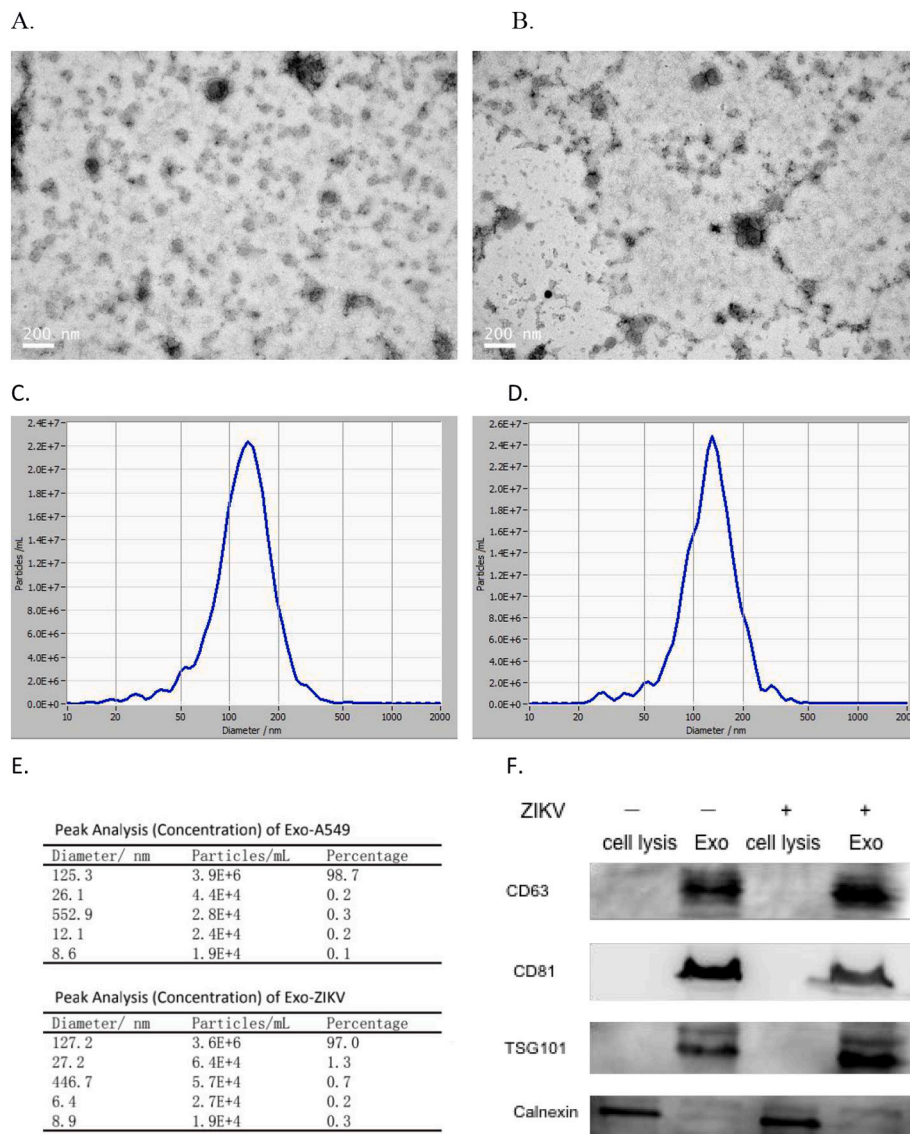 A. B.
200 nm 200 nm
C. D.
2.4E+7 2.6E+7
2.2E+7 2.4E+7
2.0E+7 2.2E+7
1.8E+7 2.0E+7
1.6E+7 1.8E+7
1.4E+7 1.6E+7
1.2E+7 1.4E+7
1.0E+7 1.2E+7
8.0E+6 1.0E+7
6.0E+6 8.0E+6
4.0E+6 6.0E+6
2.0E+6 4.0E+6
0.0E+0 2.0E+6
0.0E+0
Particles /mL Particles /mL
10 20 50 100 200 500 1000 2000 10 20 50 100 200 500 1000 2000
Diameter / nm Diameter / nm
E. F.
Peak Analysis (Concentration) of Exo-A549
Diameter/ nm Particles/mL Percentage
125.3 3.9E+6 98.7
26.1 4.4E+4 0.2
552.9 2.8E+4 0.3
12.1 2.4E+4 0.2
8.6 1.9E+4 0.1
Peak Analysis (Concentration) of Exo-ZIKV
Diameter/ nm Particles/mL Percentage
127.2 3.6E+6 97.0
27.2 6.4E+4 1.3
446.7 5.7E+4 0.7
6.4 2.7E+4 0.2
8.9 1.9E+4 0.3
ZIKV — — + +
cell lysis Exo cell lysis Exo
CD63
CD81
TSG101
Calnexin